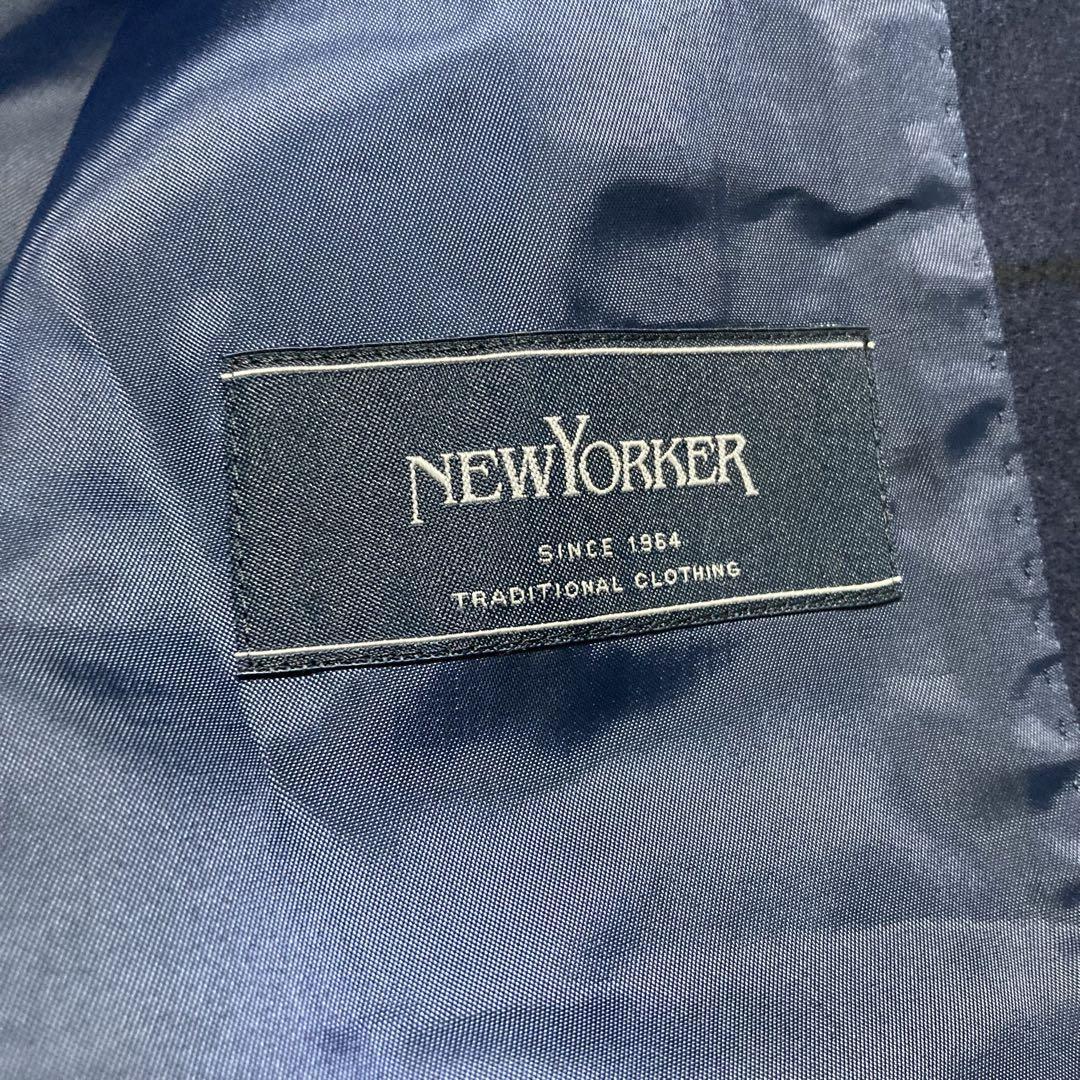 NEWYORKER
SINCE 1964
TRADITIONAL CLOTHING